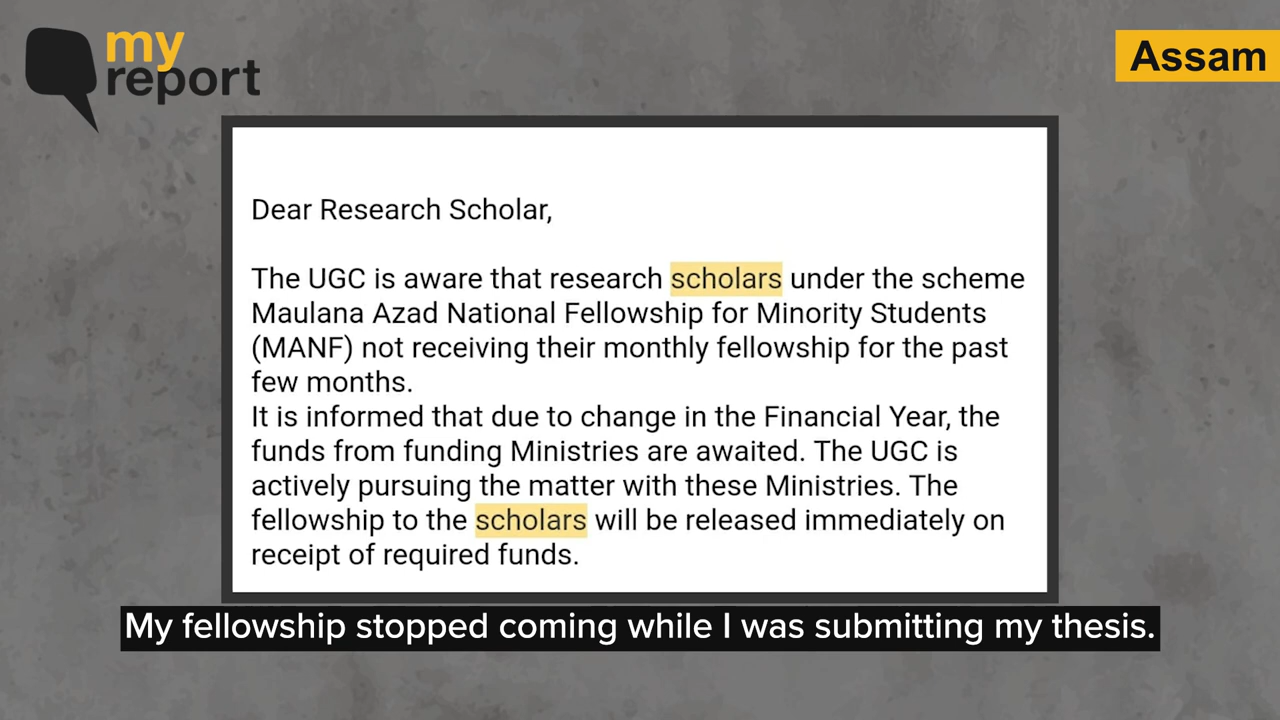 my
report
Assam
Dear Research Scholar,
The UGC is aware that research scholars under the scheme
Maulana Azad National Fellowship for Minority Students
(MANF) not receiving their monthly fellowship for the past
few months.
It is informed that due to change in the Financial Year, the
funds from funding Ministries are awaited. The UGC is
actively pursuing the matter with these Ministries. The
fellowship to the scholars will be released immediately on
receipt of required funds.
My fellowship stopped coming while I was submitting my thesis.